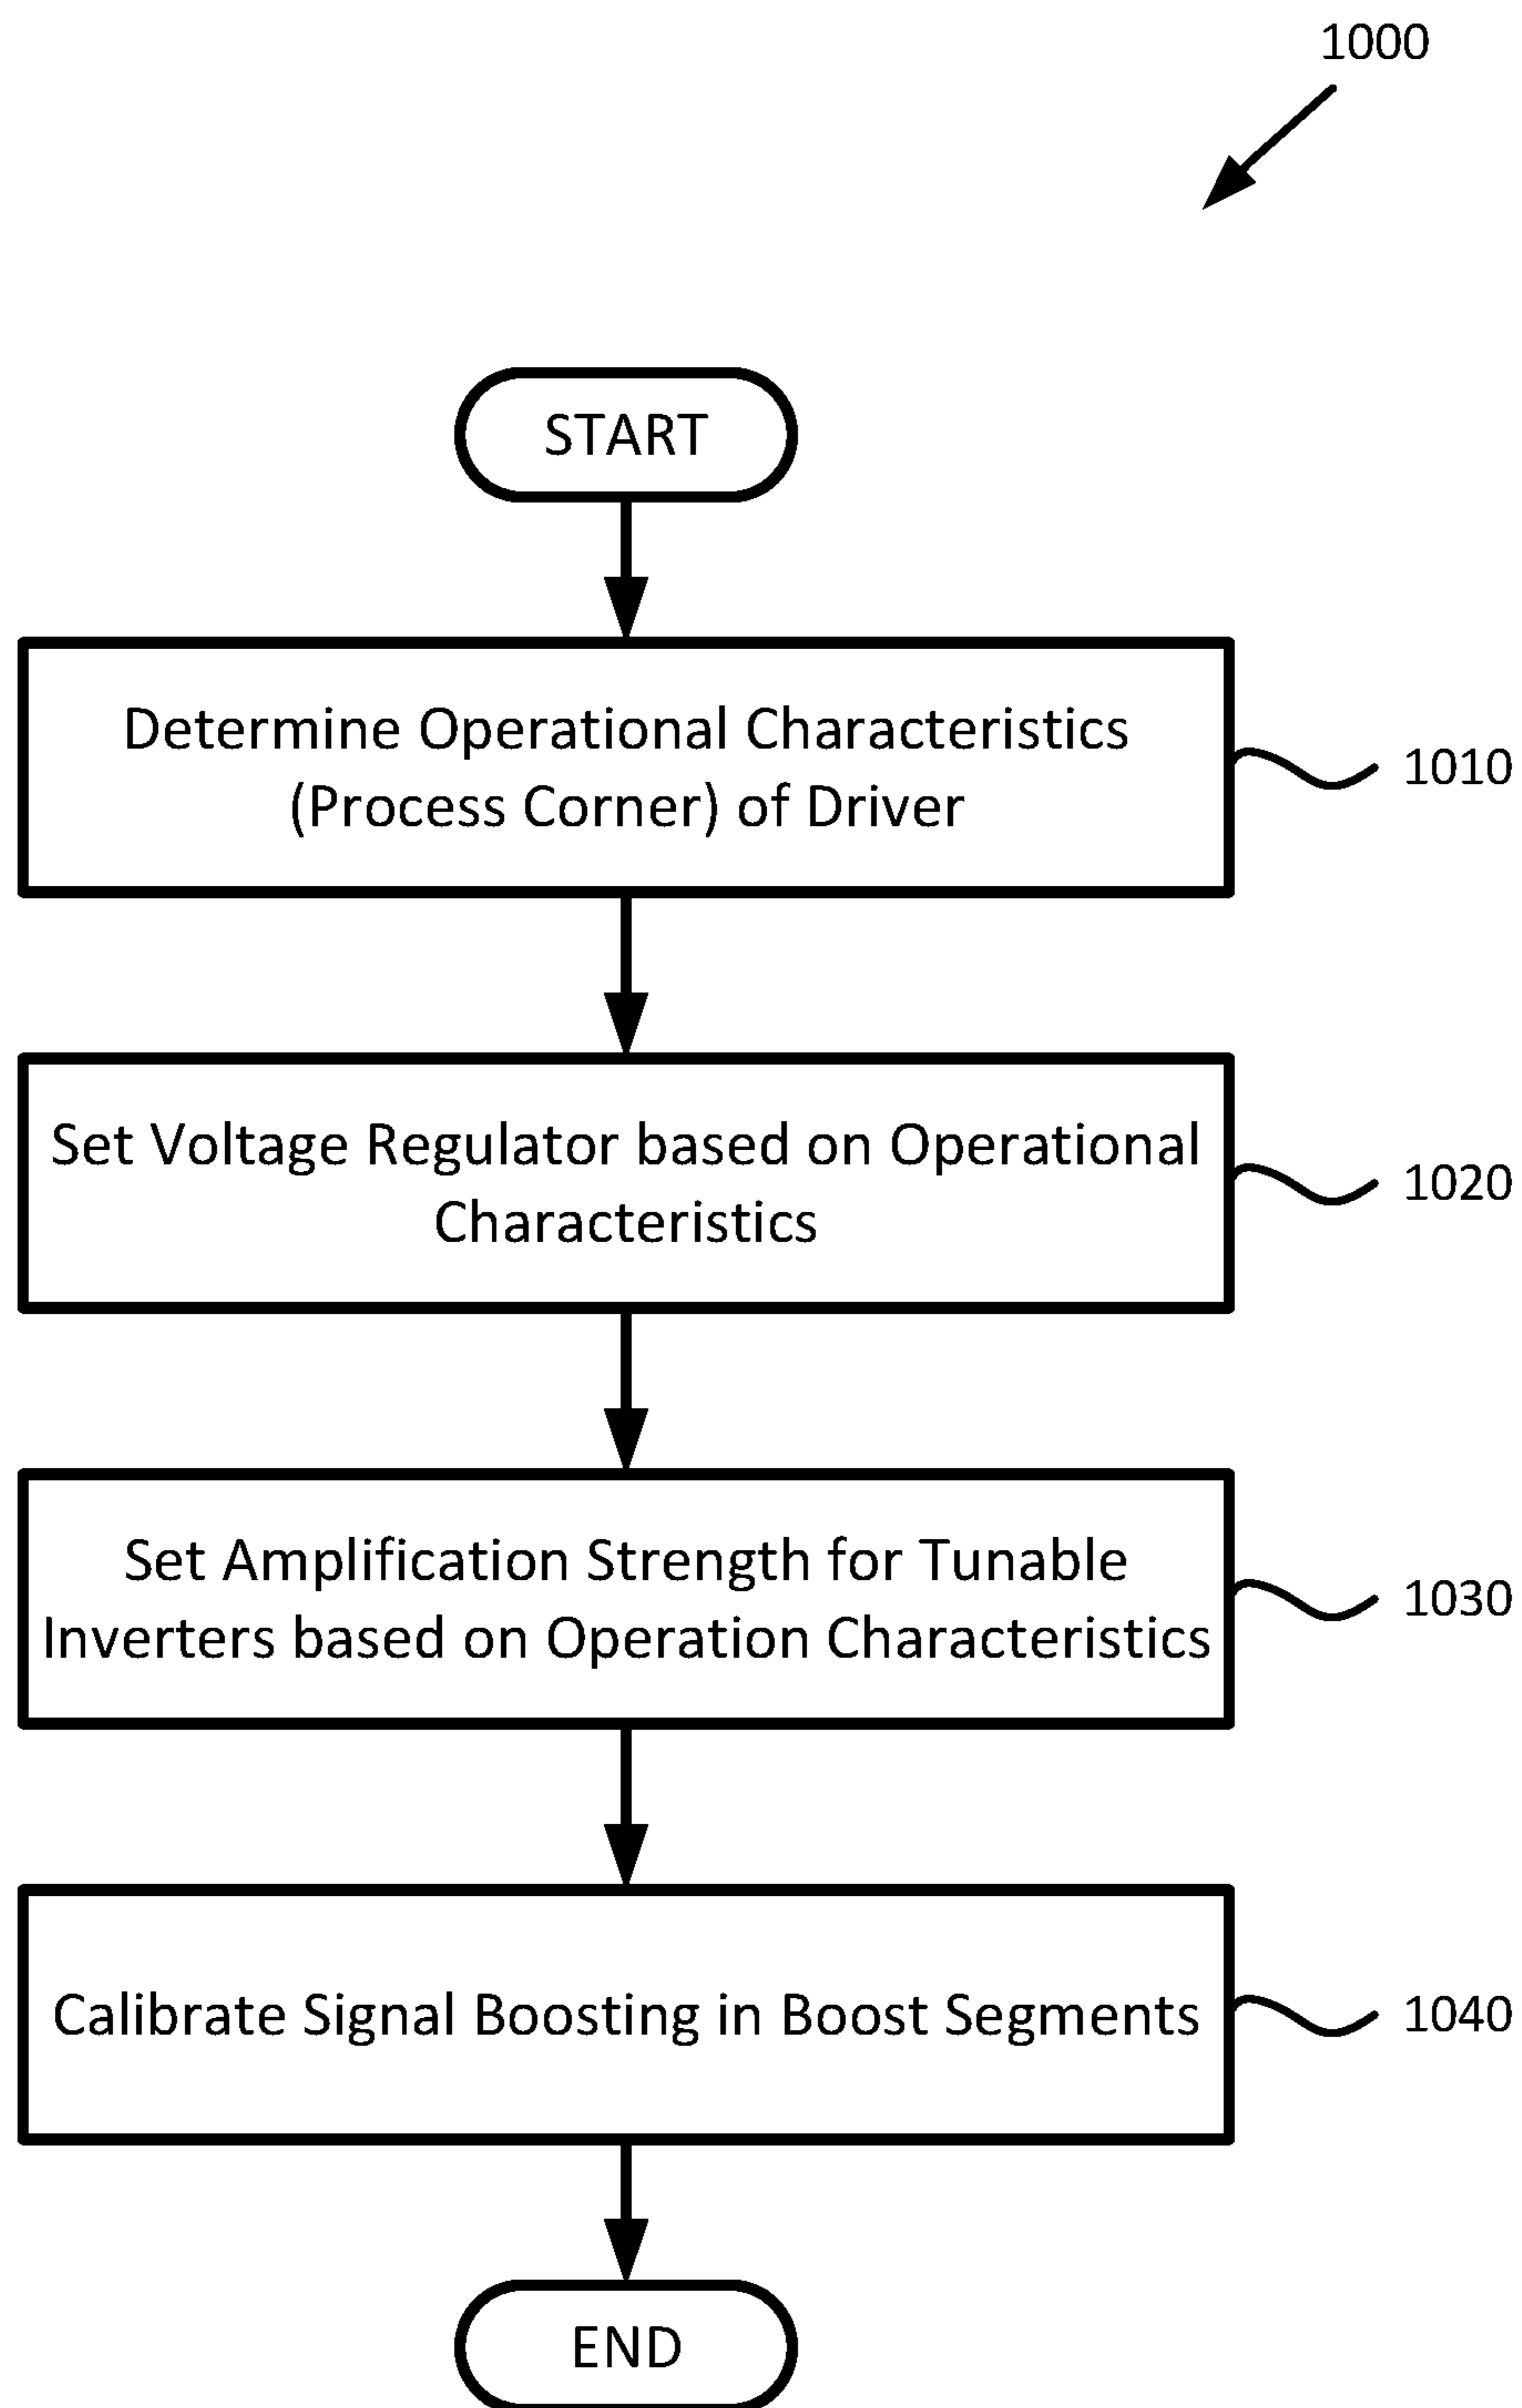 1000
START
Determine Operational Characteristics
(Process Corner) of Driver
1010
Set Voltage Regulator based on Operational
Characteristics
1020
Set Amplification Strength for Tunable
Inverters based on Operation Characteristics
1030
Calibrate Signal Boosting in Boost Segments
1040
END